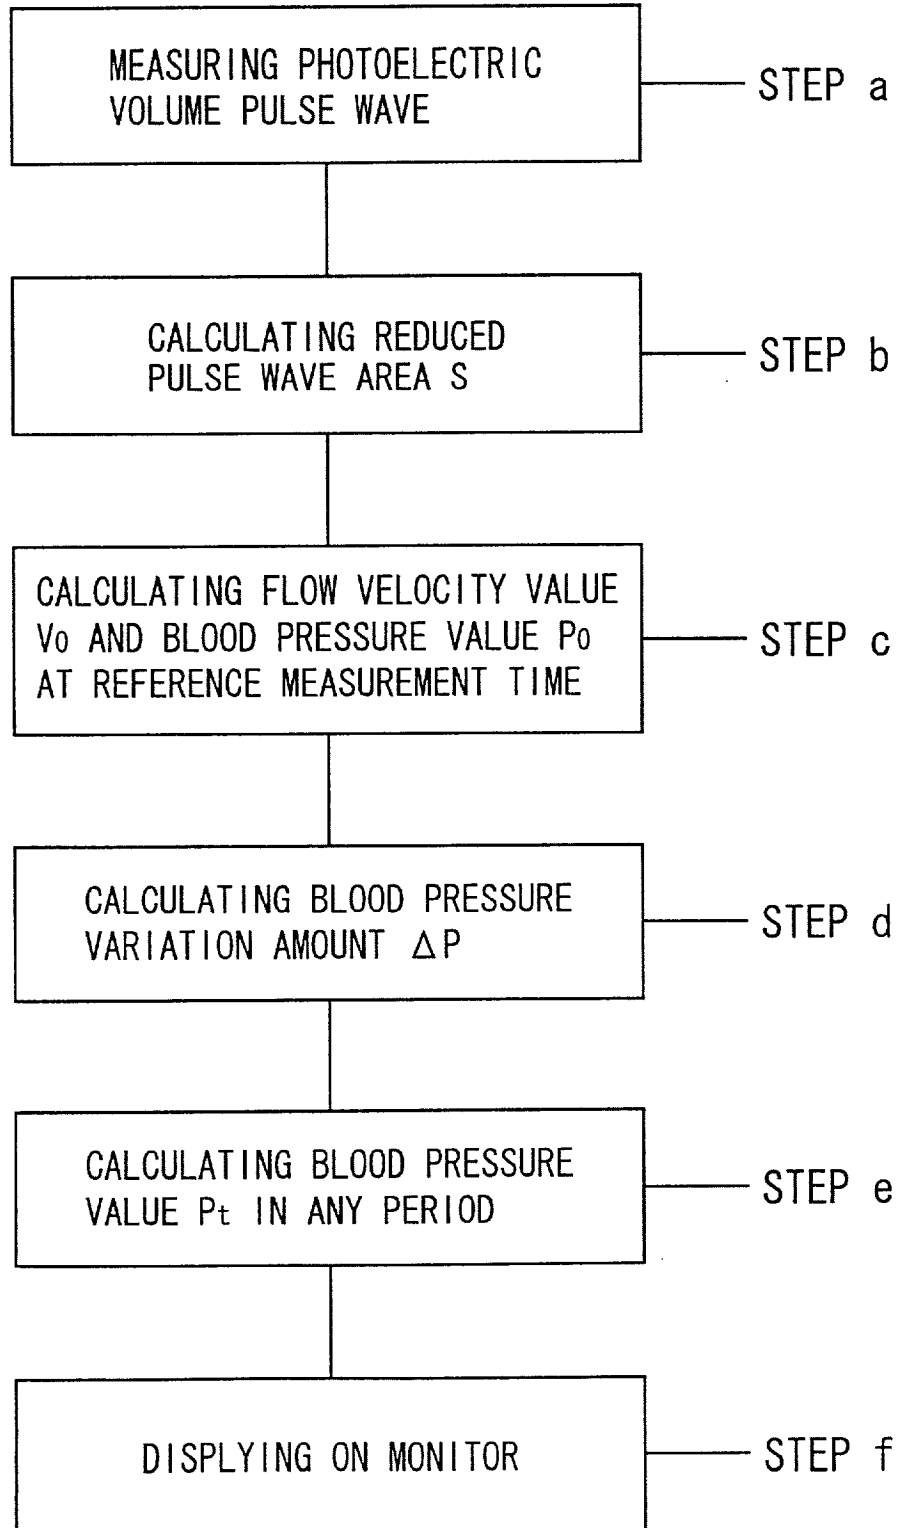 MEASURING PHOTOELECTRIC
VOLUME PULSE WAVE
STEP a
CALCULATING REDUCED
PULSE WAVE AREA S
STEP b
CALCULATING FLOW VELOCITY VALUE
V0 AND BLOOD PRESSURE VALUE P0
AT REFERENCE MEASUREMENT TIME
STEP c
CALCULATING BLOOD PRESSURE
VARIATION AMOUNT ΔP
STEP d
CALCULATING BLOOD PRESSURE
VALUE Pt IN ANY PERIOD
STEP e
DISPLYING ON MONITOR
STEP f